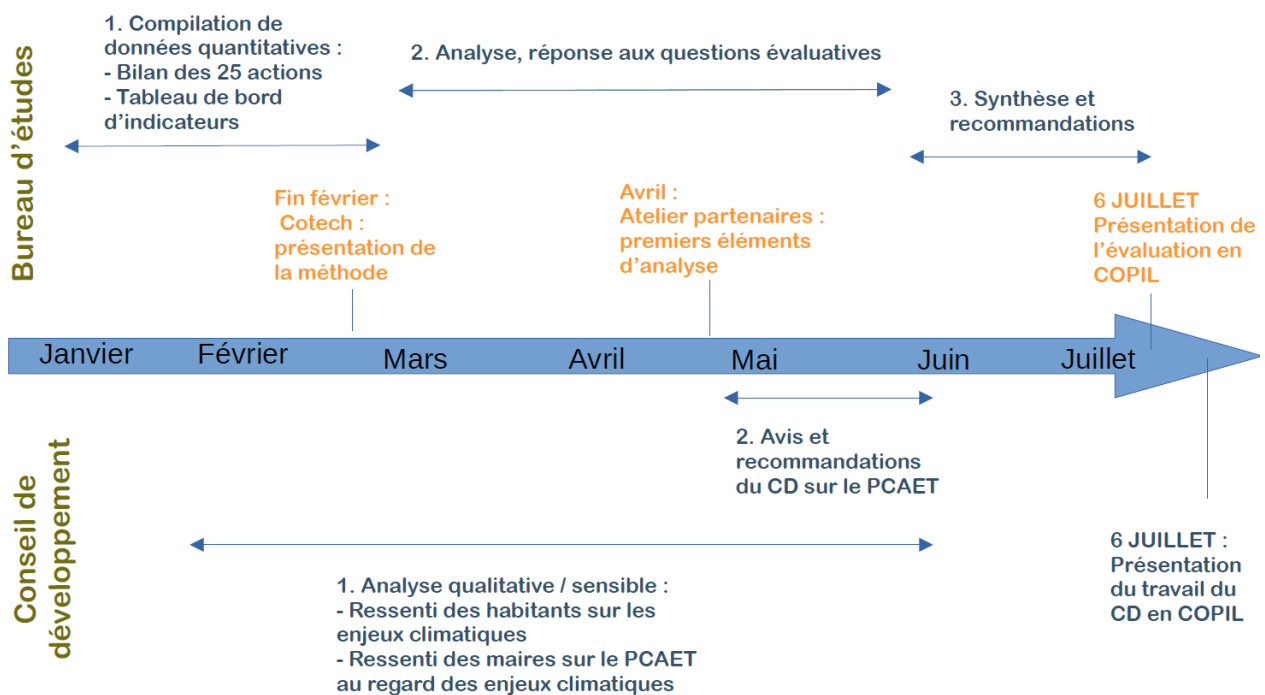 Bureau d'études
1. Compilation de
données quantitatives :
- Bilan des 25 actions
- Tableau de bord
d'indicateurs
2. Analyse, réponse aux questions évaluatives
3. Synthèse et
recommandations
Fin février :
Cotech :
présentation de
la méthode
Avril :
Atelier partenaires :
premiers éléments
d'analyse
6 JUILLET
Présentation de
l'évaluation en
COPIL
Janvier
Février
Mars
Avril
Mai
Juin
Juillet
Conseil de
développement
2. Avis et
recommandations
du CD sur le PCAET
1. Analyse qualitative / sensible :
- Ressenti des habitants sur les
enjeux climatiques
- Ressenti des maires sur le PCAET
au regard des enjeux climatiques
6 JUILLET :
Présentation
du travail du
CD en COPIL